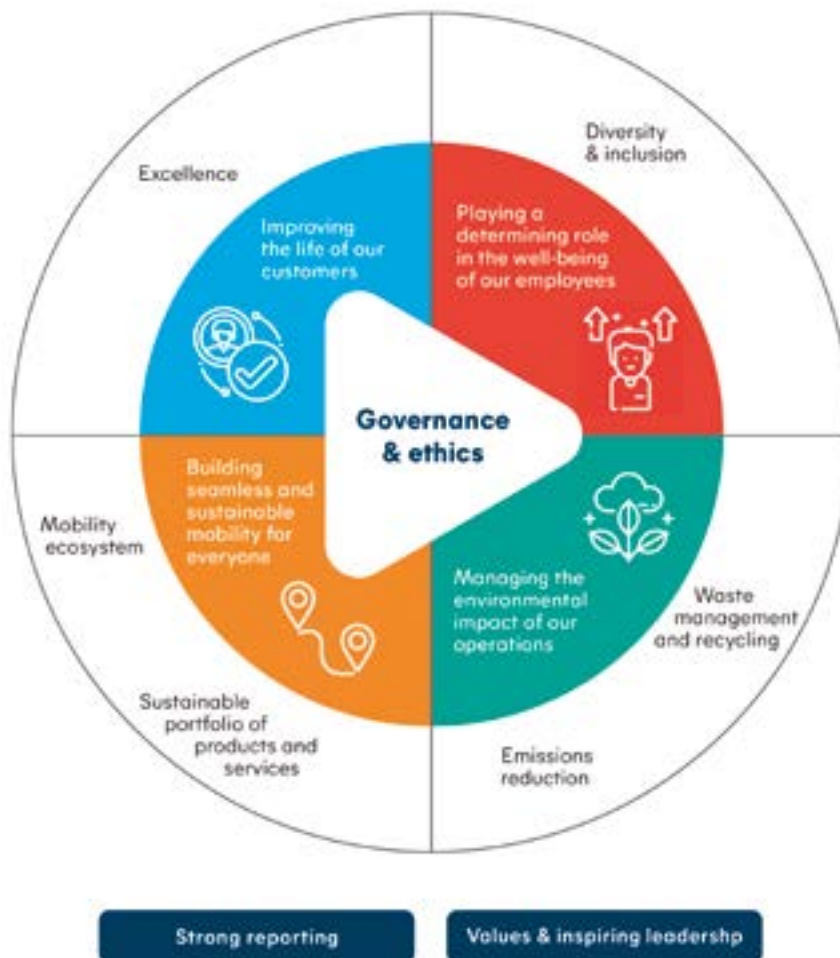 Excellence
Diversity
& inclusion
Improving
the life of our
customers
Playing a
determining role
in the well-being
of our employees
Governance
& ethics
Building
seamless and
sustainable
mobility for
everyone
Mobility
ecosystem
Managing the
environmental
impact of our
operations
Waste
management
and recycling
Sustainable
portfolio of
products and
services
Emissions
reduction
Strong reporting
Values & inspiring leadershp